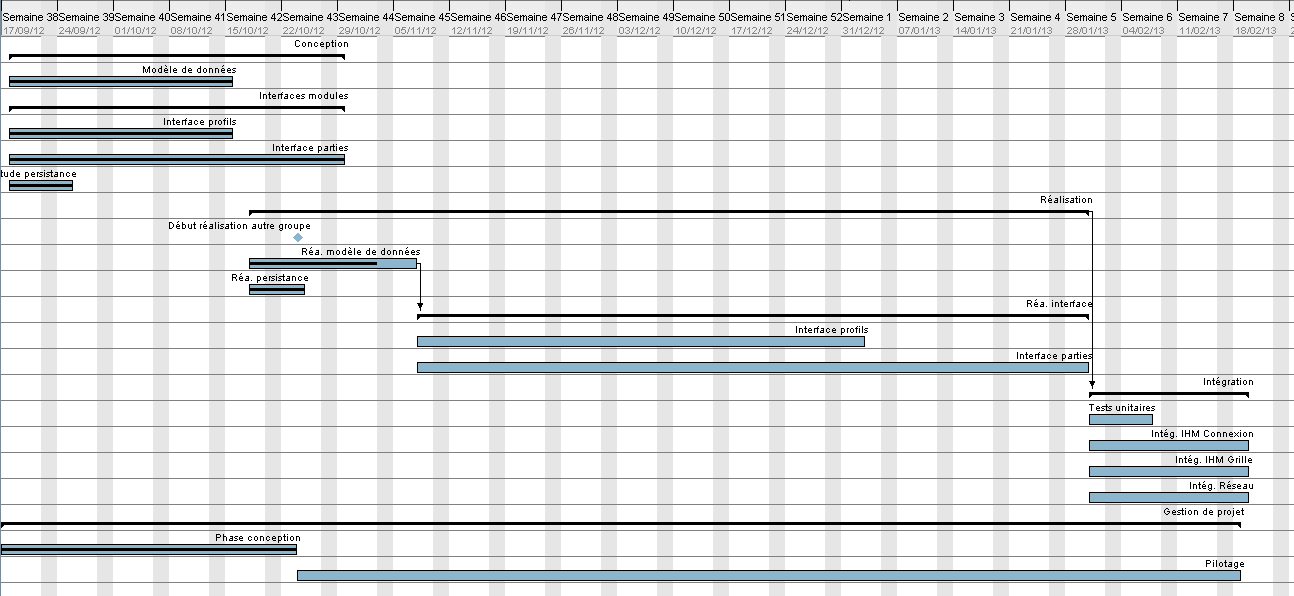 Semaine 38 Semaine 39 Semaine 40 Semaine 41 Semaine 42 Semaine 43 Semaine 44 Semaine 45 Semaine 46 Semaine 47 Semaine 48 Semaine 49 Semaine 50 Semaine 51 Semaine 52 Semaine 1 Semaine 2 Semaine 3 Semaine 4 Semaine 5 Semaine 6 Semaine 7 Semaine 8 S
17/09/12 24/09/12 01/10/12 08/10/12 15/10/12 22/10/12 29/10/12 05/11/12 12/11/12 19/11/12 26/11/12 03/12/12 10/12/12 17/12/12 24/12/12 31/12/12 07/01/13 14/01/13 21/01/13 28/01/13 04/02/13 11/02/13 18/02/13 2
Conception
Modèle de données
Interfaces modules
Interface profils
Interface parties
tude persistance
Réalisation
Début réalisation autre groupe
Réa. modèle de données
Réa. persistance
Réa. interface
Interface profils
Interface parties
Intégration
Tests unitaires
Intég. IHM Connexion
Intég. IHM Grille
Intég. Réseau
Gestion de projet
Phase conception
Pilotage